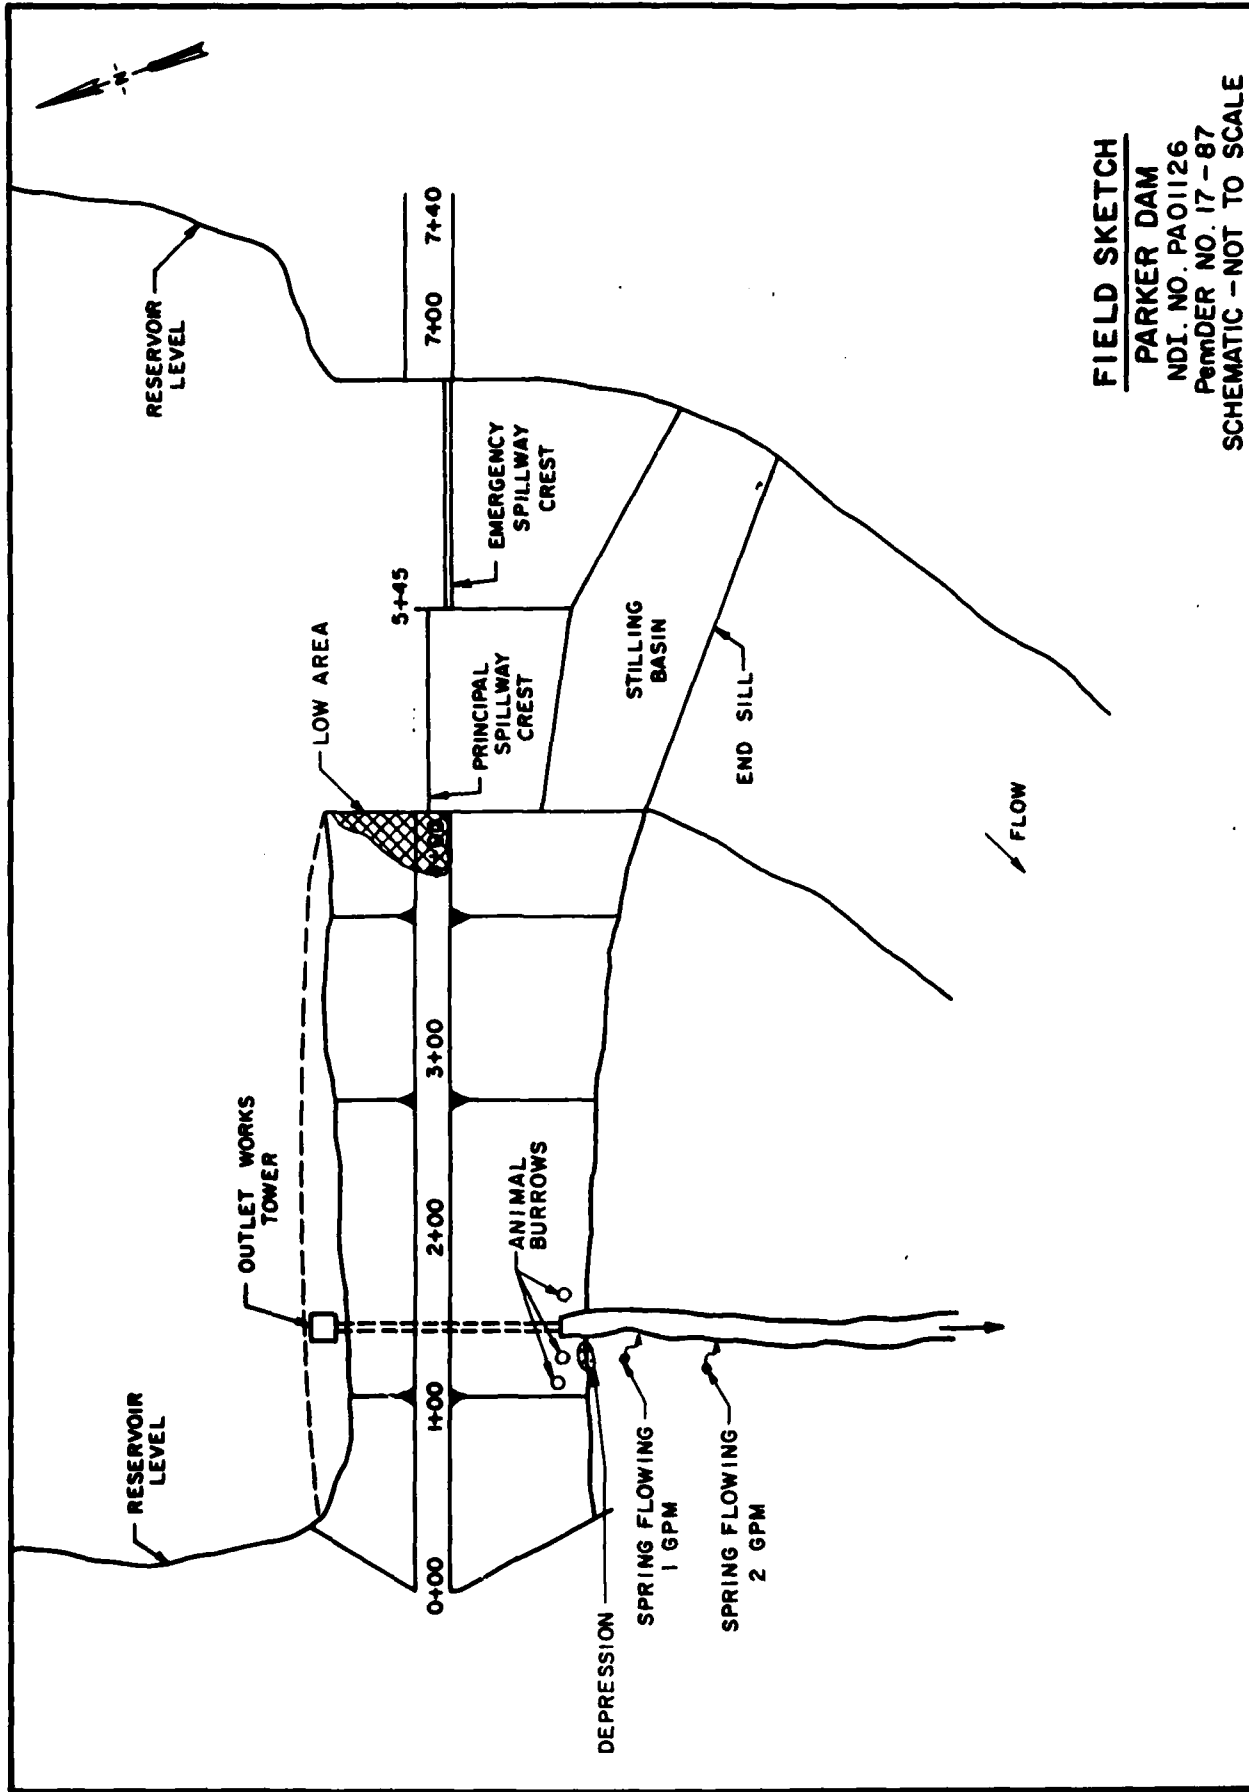 -N-
RESERVOIR
LEVEL
7+00 7+40
EMERGENCY
SPILLWAY
CREST
5+45
LOW AREA
PRINCIPAL
SPILLWAY
CREST
STILLING
BASIN
END SILL
FLOW
OUTLET WORKS
TOWER
0+00 1+00 2+00 3+00
ANIMAL
BURROWS
RESERVOIR
LEVEL
DEPRESSION
SPRING FLOWING
1 GPM
SPRING FLOWING
2 GPM
FIELD SKETCH
PARKER DAM
NDI. NO. PA01126
PennDER NO. 17-87
SCHEMATIC - NOT TO SCALE